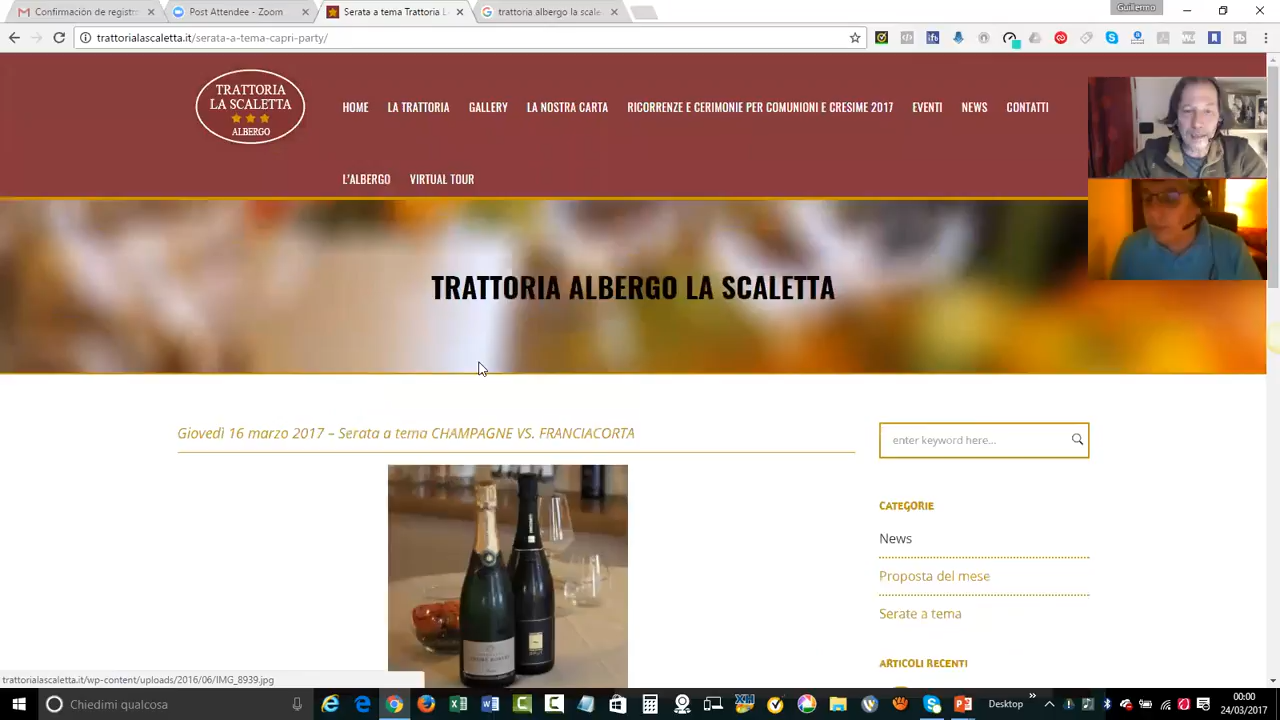 Confirmación de registr
Post Attendee - Zoom
Serata a tema Trattoria L
trattoria albergo la scale
Guillermo
trattorialascaletta.it/serata-a-tema-capri-party/
TRATTORIA
LA SCALETTA
ALBERGO
HOME
LA TRATTORIA
GALLERY
LA NOSTRA CARTA
RICORRENZE E CERIMONIE PER COMUNIONI E CRESIME 2017
EVENTI
NEWS
CONTATTI
L'ALBERGO
VIRTUAL TOUR
TRATTORIA ALBERGO LA SCALETTA
Giovedì 16 marzo 2017 – Serata a tema CHAMPAGNE VS. FRANCIACORTA
enter keyword here...
CATEGORIE
News
Proposta del mese
Serate a tema
ARTICOLI RECENTI
trattorialascaletta.it/wp-content/uploads/2016/06/IMG_8939.jpg
Chiedimi qualcosa
Desktop
00:00
24/03/2017